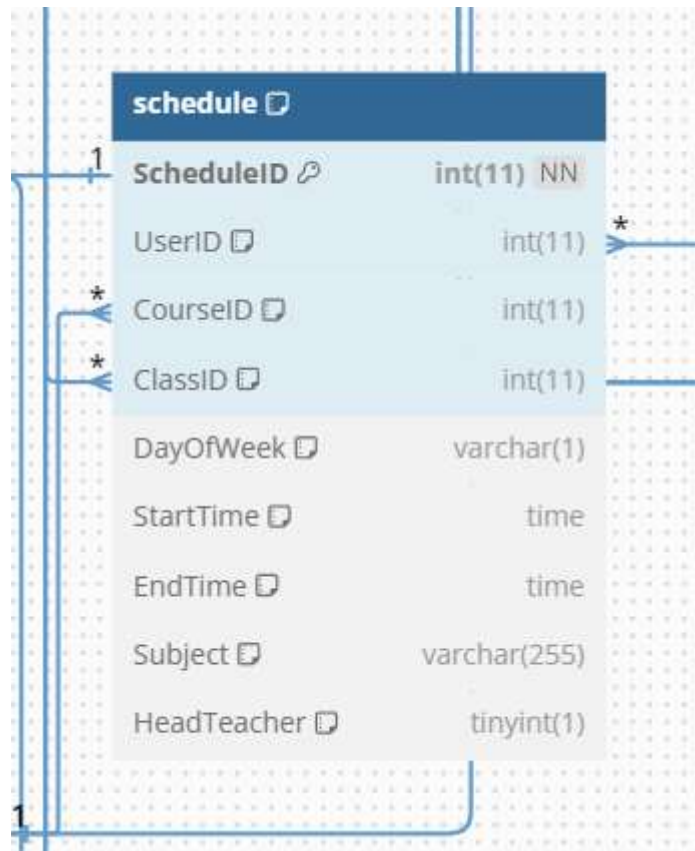 schedule
1
ScheduleID int(11) NN
UserID int(11) *
* CourseID int(11)
* ClassID int(11)
DayOfWeek varchar(1)
StartTime time
EndTime time
Subject varchar(255)
HeadTeacher tinyint(1)
1